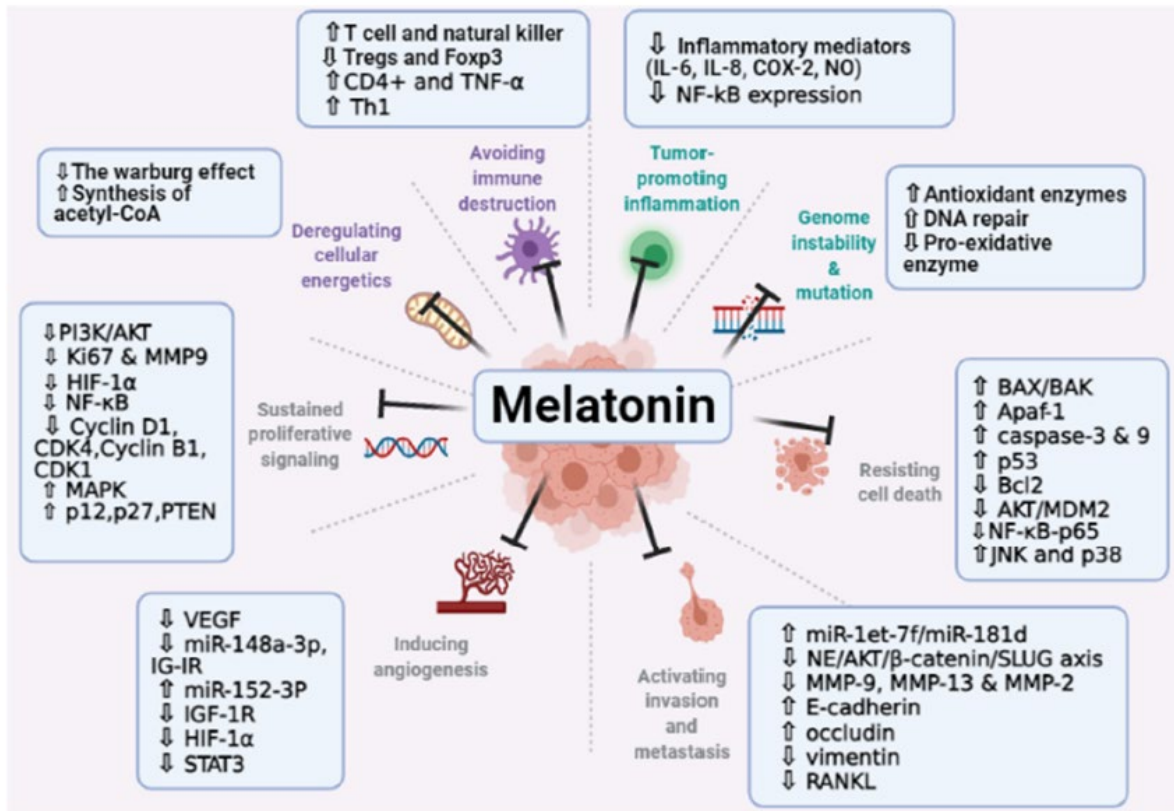 ⇧T cell and natural killer
⇩Tregs and Foxp3
⇧CD4+ and TNF-α
⇧ Th1
⇩ Inflammatory mediators
(IL-6, IL-8, COX-2, NO)
⇩ NF-kB expression
⇩The warburg effect
⇧Synthesis of
acetyl-CoA
Avoiding
immune
destruction
Tumor-
promoting
inflammation
⇧Antioxidant enzymes
⇧ DNA repair
⇩ Pro-oxidative
enzyme
Deregulating
cellular
energetics
Genome
instability
&
mutation
⇩PI3K/AKT
⇩ Ki67 & MMP9
⇩ HIF-1α
⇩ NF-κB
⇩ Cyclin D1,
CDK4,Cyclin B1,
CDK1
⇧ MAPK
⇧ p12,p27,PTEN
Sustained
proliferative
signaling
Melatonin
Resisting
cell death
⇧ BAX/BAK
⇧ Apaf-1
⇧ caspase-3 & 9
⇧ p53
⇩ Bcl2
⇩ AKT/MDM2
⇩NF-κB-p65
⇧JNK and p38
⇩ VEGF
⇩ miR-148a-3p,
IG-IR
⇧ miR-152-3P
⇩ IGF-1R
⇩ HIF-1α
⇩ STAT3
Inducing
angiogenesis
Activating
invasion
and
metastasis
⇧ miR-1et-7f/miR-181d
⇩ NE/AKT/β-catenin/SLUG axis
⇩ MMP-9, MMP-13 & MMP-2
⇧ E-cadherin
⇧ occludin
⇩ vimentin
⇩ RANKL